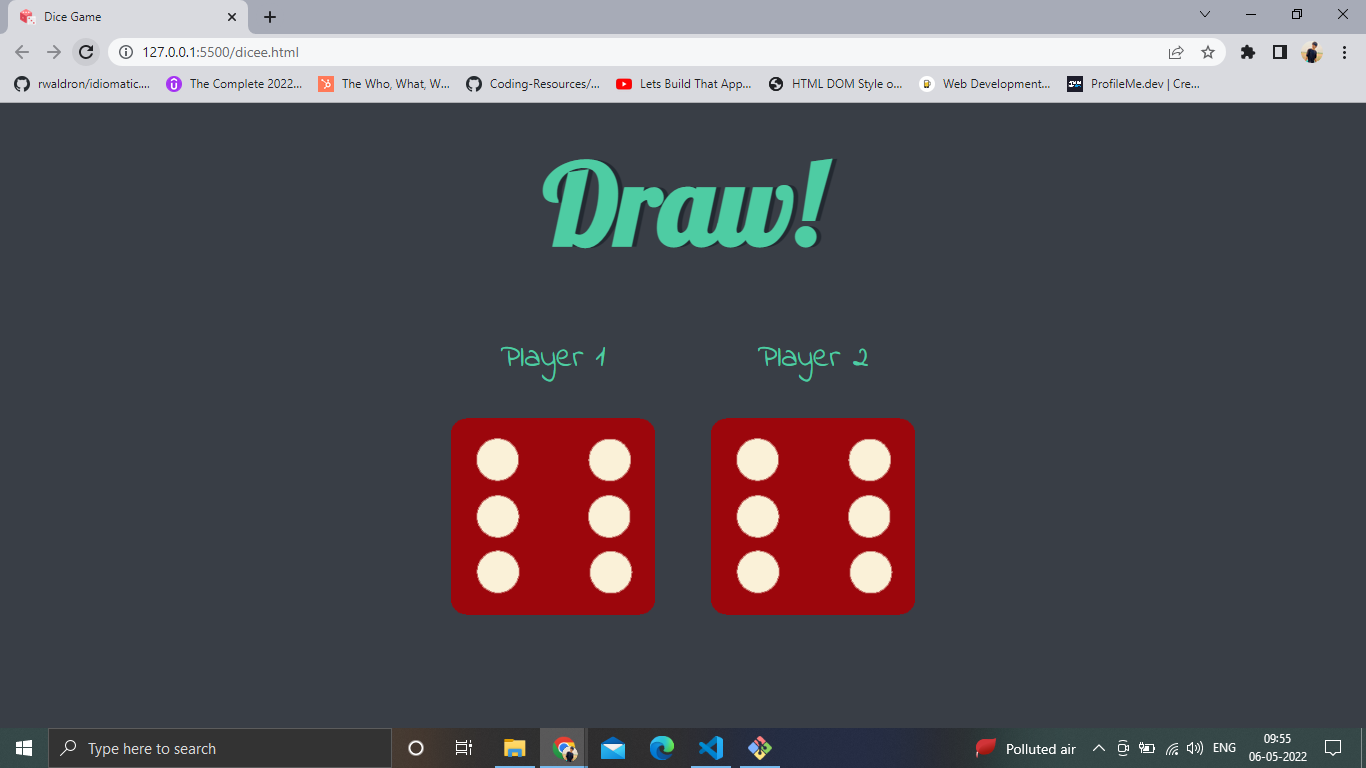 Dice Game
127.0.0.1:5500/dicee.html
rwaldron/idiomatic....
The Complete 2022...
The Who, What, W...
Coding-Resources/...
Lets Build That App...
HTML DOM Style o...
Web Development...
ProfileMe.dev | Cre...
Draw!
Player 1
Player 2
Type here to search
Polluted air
ENG
09:55
06-05-2022